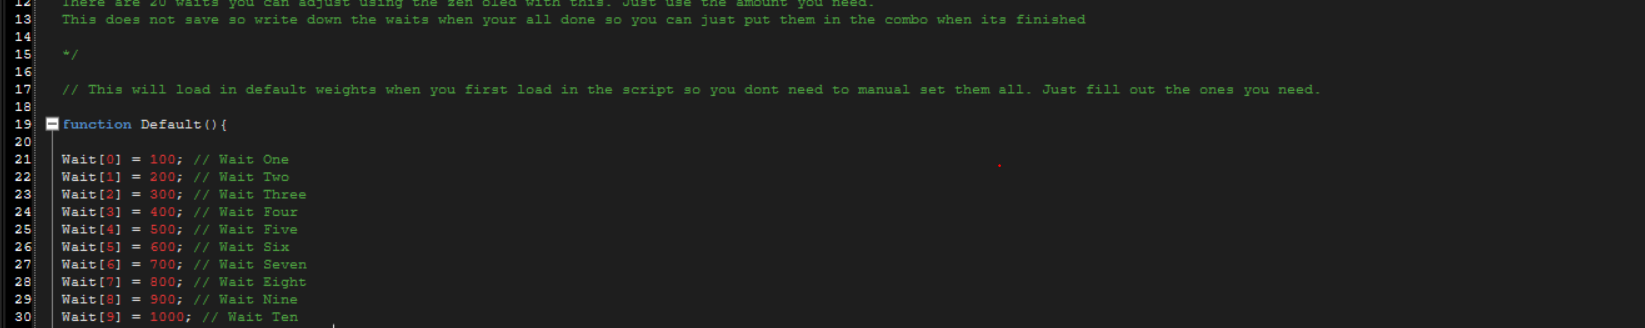 12 There are 20 waits you can adjust using the zen oled with this. Just use the amount you need.
13 This does not save so write down the waits when your all done so you can just put them in the combo when its finished
14
15 */
16
17 // This will load in default weights when you first load in the script so you dont need to manual set them all. Just fill out the ones you need.
18
19 function Default(){
20
21 Wait[0] = 100; // Wait One
22 Wait[1] = 200; // Wait Two
23 Wait[2] = 300; // Wait Three
24 Wait[3] = 400; // Wait Four
25 Wait[4] = 500; // Wait Five
26 Wait[5] = 600; // Wait Six
27 Wait[6] = 700; // Wait Seven
28 Wait[7] = 800; // Wait Eight
29 Wait[8] = 900; // Wait Nine
30 Wait[9] = 1000; // Wait Ten